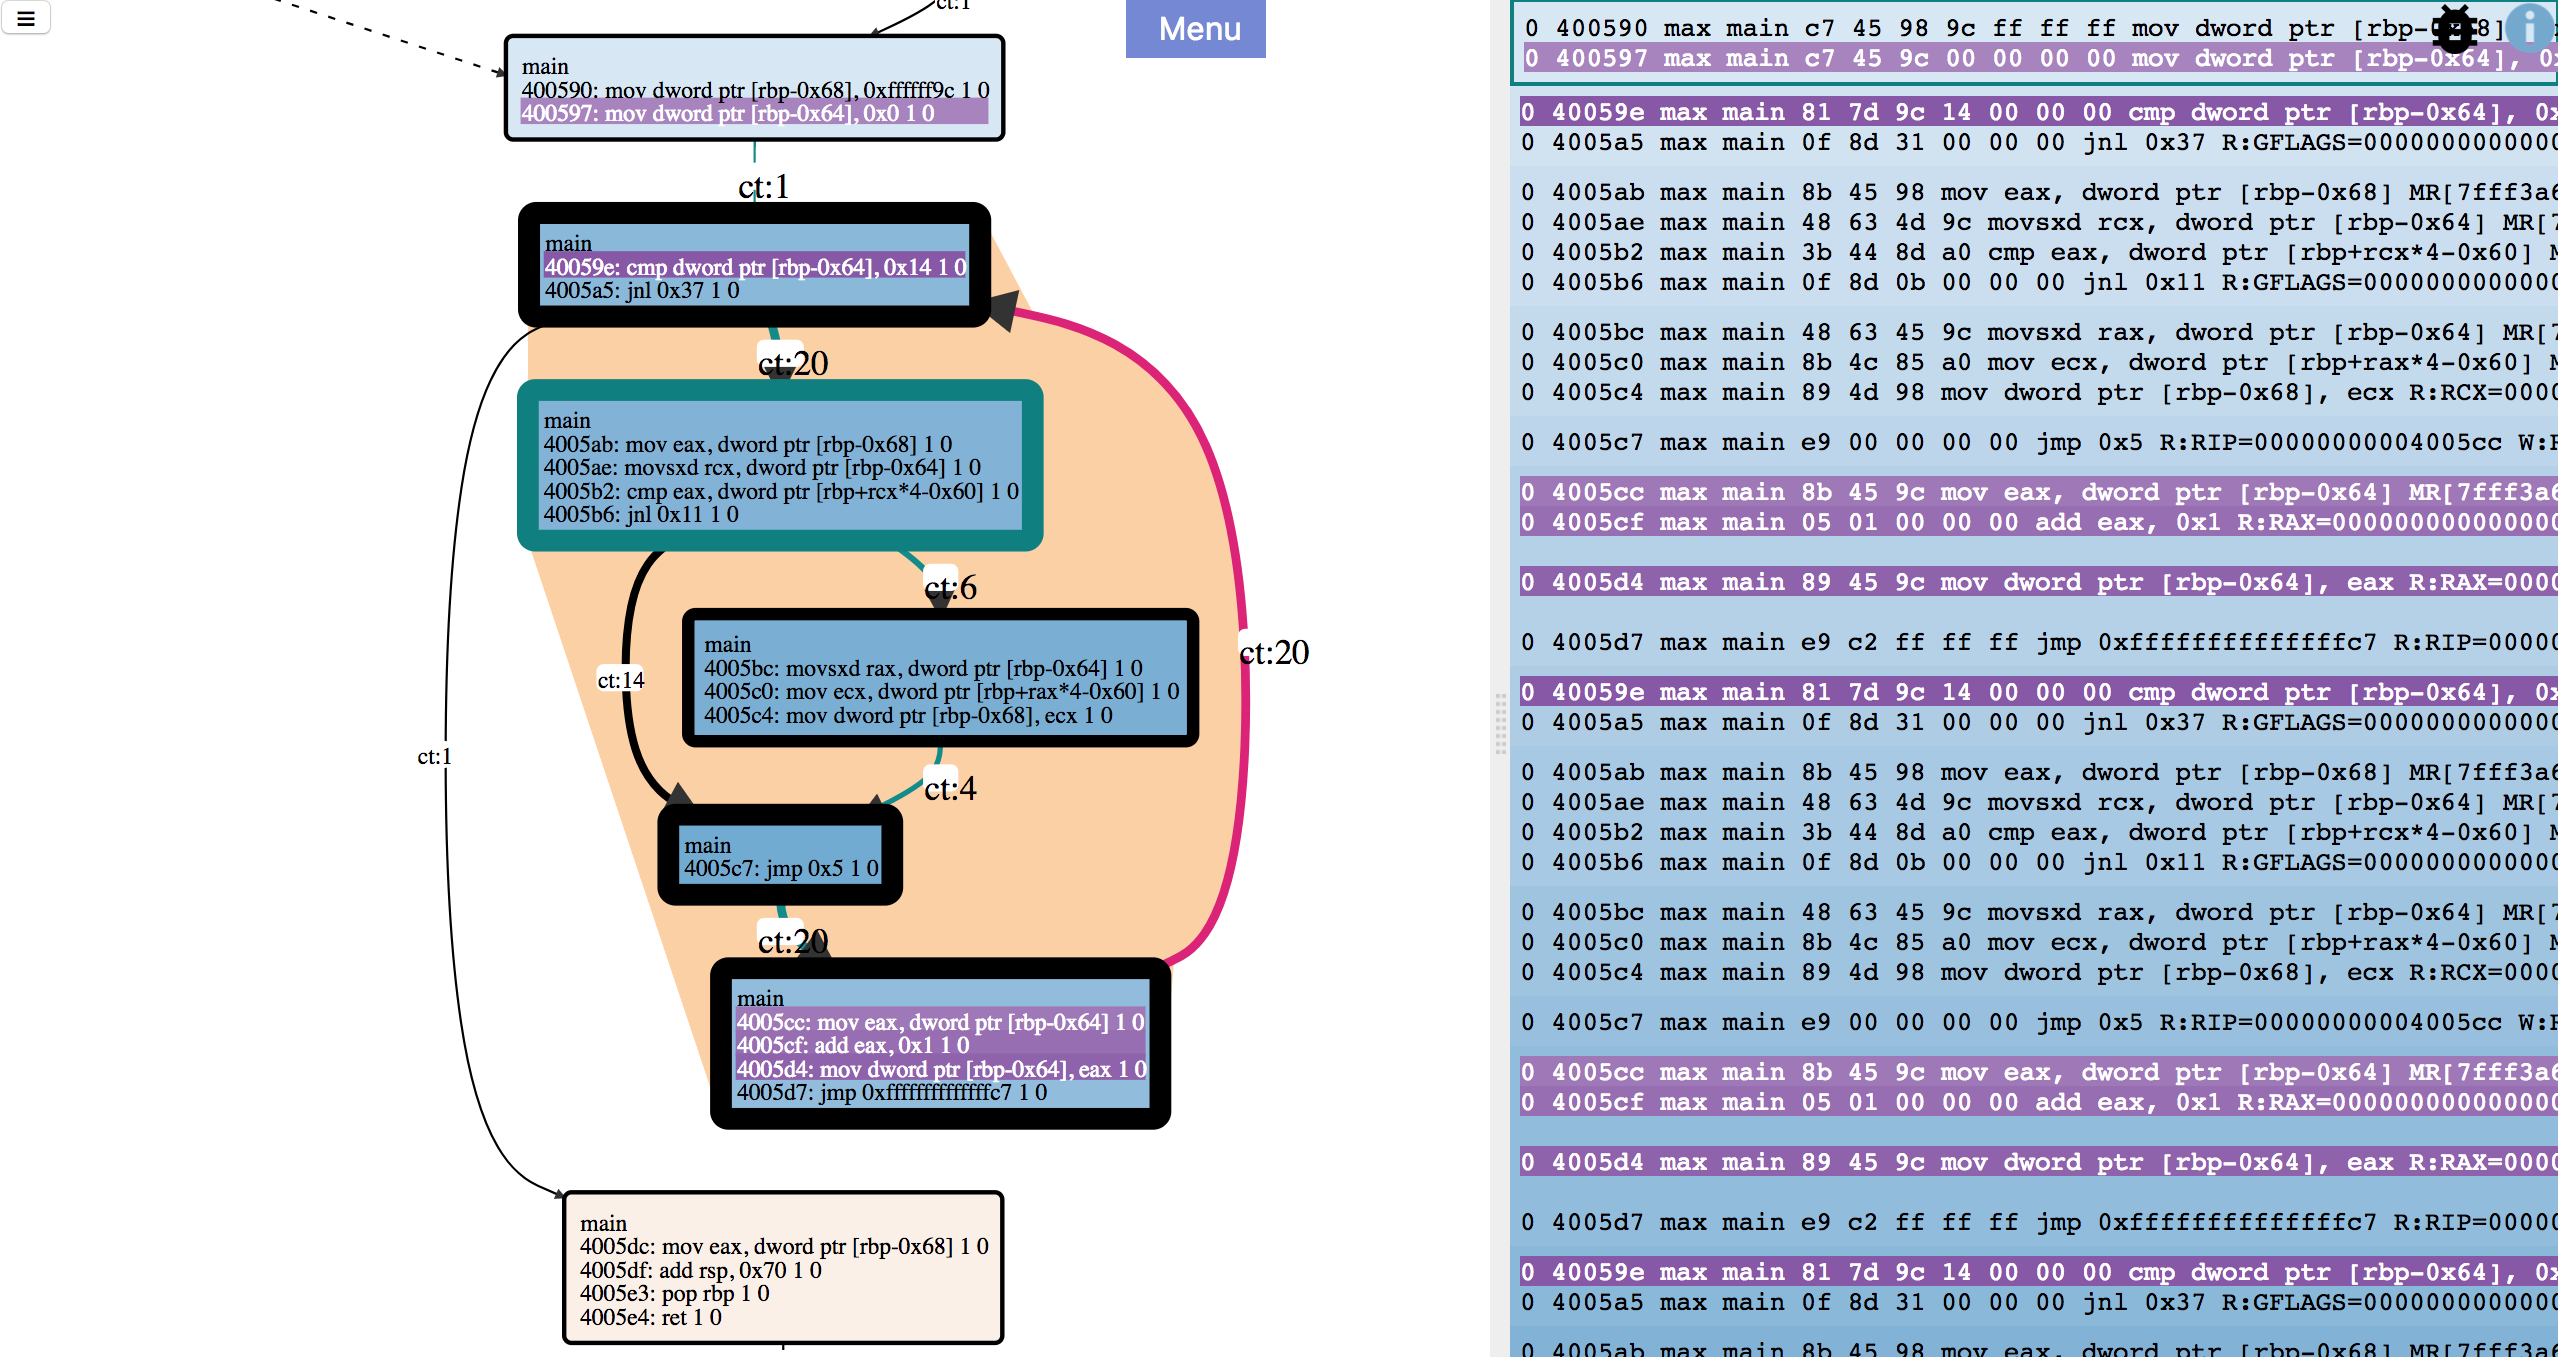 ☰
ct:1
Menu
main
400590: mov dword ptr [rbp-0x68], 0xffffff9c 1 0
400597: mov dword ptr [rbp-0x64], 0x0 1 0
ct:1
main
40059e: cmp dword ptr [rbp-0x64], 0x14 1 0
4005a5: jnl 0x37 1 0
ct:20
main
4005ab: mov eax, dword ptr [rbp-0x68] 1 0
4005ae: movsxd rcx, dword ptr [rbp-0x64] 1 0
4005b2: cmp eax, dword ptr [rbp+rcx*4-0x60] 1 0
4005b6: jnl 0x11 1 0
ct:6
main
4005bc: movsxd rax, dword ptr [rbp-0x64] 1 0
4005c0: mov ecx, dword ptr [rbp+rax*4-0x60] 1 0
4005c4: mov dword ptr [rbp-0x68], ecx 1 0
ct:20
ct:14
ct:1
ct:4
main
4005c7: jmp 0x5 1 0
ct:20
main
4005cc: mov eax, dword ptr [rbp-0x64] 1 0
4005cf: add eax, 0x1 1 0
4005d4: mov dword ptr [rbp-0x64], eax 1 0
4005d7: jmp 0xffffffffffffffc7 1 0
main
4005dc: mov eax, dword ptr [rbp-0x68] 1 0
4005df: add rsp, 0x70 1 0
4005e3: pop rbp 1 0
4005e4: ret 1 0
0 400590 max main c7 45 98 9c ff ff ff mov dword ptr
0 400597 max main c7 45 9c 00 00 00 00 mov dword ptr [rbp-0x64],
0 40059e max main 81 7d 9c 14 00 00 00 cmp dword ptr [rbp-0x64],
0 4005a5 max main 0f 8d 31 00 00 00 jnl 0x37 R:GFLAGS=0000000000000
0 4005ab max main 8b 45 98 mov eax, dword ptr [rbp-0x68] MR[7fff3a
0 4005ae max main 48 63 4d 9c movsxd rcx, dword ptr [rbp-0x64] MR[7
0 4005b2 max main 3b 44 8d a0 cmp eax, dword ptr [rbp+rcx*4-0x60]
0 4005b6 max main 0f 8d 0b 00 00 00 jnl 0x11 R:GFLAGS=0000000000000
0 4005bc max main 48 63 45 9c movsxd rax, dword ptr [rbp-0x64] MR[7
0 4005c0 max main 8b 4c 85 a0 mov ecx, dword ptr [rbp+rax*4-0x60]
0 4005c4 max main 89 4d 98 mov dword ptr [rbp-0x68], ecx R:RCX=0000
0 4005c7 max main e9 00 00 00 00 jmp 0x5 R:RIP=00000000004005cc W:
0 4005cc max main 8b 45 9c mov eax, dword ptr [rbp-0x64] MR[7fff3a
0 4005cf max main 05 01 00 00 00 add eax, 0x1 R:RAX=000000000000000
0 4005d4 max main 89 45 9c mov dword ptr [rbp-0x64], eax R:RAX=0000
0 4005d7 max main e9 c2 ff ff ff jmp 0xffffffffffffffc7 R:RIP=00000
0 40059e max main 81 7d 9c 14 00 00 00 cmp dword ptr [rbp-0x64],
0 4005a5 max main 0f 8d 31 00 00 00 jnl 0x37 R:GFLAGS=0000000000000
0 4005ab max main 8b 45 98 mov eax, dword ptr [rbp-0x68] MR[7fff3a
0 4005ae max main 48 63 4d 9c movsxd rcx, dword ptr [rbp-0x64] MR[7
0 4005b2 max main 3b 44 8d a0 cmp eax, dword ptr [rbp+rcx*4-0x60]
0 4005b6 max main 0f 8d 0b 00 00 00 jnl 0x11 R:GFLAGS=0000000000000
0 4005bc max main 48 63 45 9c movsxd rax, dword ptr [rbp-0x64] MR[7
0 4005c0 max main 8b 4c 85 a0 mov ecx, dword ptr [rbp+rax*4-0x60]
0 4005c4 max main 89 4d 98 mov dword ptr [rbp-0x68], ecx R:RCX=0000
0 4005c7 max main e9 00 00 00 00 jmp 0x5 R:RIP=00000000004005cc W:
0 4005cc max main 8b 45 9c mov eax, dword ptr [rbp-0x64] MR[7fff3a
0 4005cf max main 05 01 00 00 00 add eax, 0x1 R:RAX=000000000000000
0 4005d4 max main 89 45 9c mov dword ptr [rbp-0x64], eax R:RAX=0000
0 4005d7 max main e9 c2 ff ff ff jmp 0xffffffffffffffc7 R:RIP=00000
0 40059e max main 81 7d 9c 14 00 00 00 cmp dword ptr [rbp-0x64],
0 4005a5 max main 0f 8d 31 00 00 00 jnl 0x37 R:GFLAGS=0000000000000
0 4005ab max main 8b 45 98 mov eax, dword ptr [rbp-0x68] MR[7fff3a